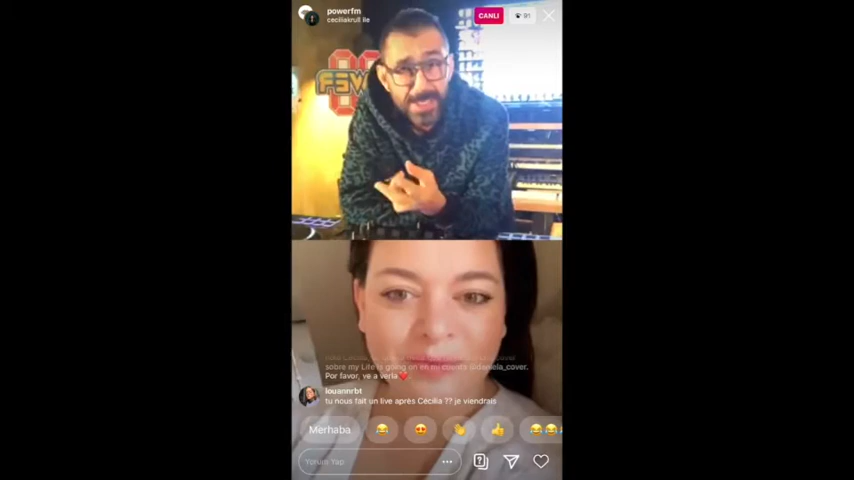 powerfm
ceciliakrull ile
CANLI
91
sobre my Life is going on en mi cuenta @daniela_cover.
Por favor, ve a verla❤️
louannrbt
tu nous fait un live après Cecilia ?? je viendrais
Merhaba
Yorum Yap